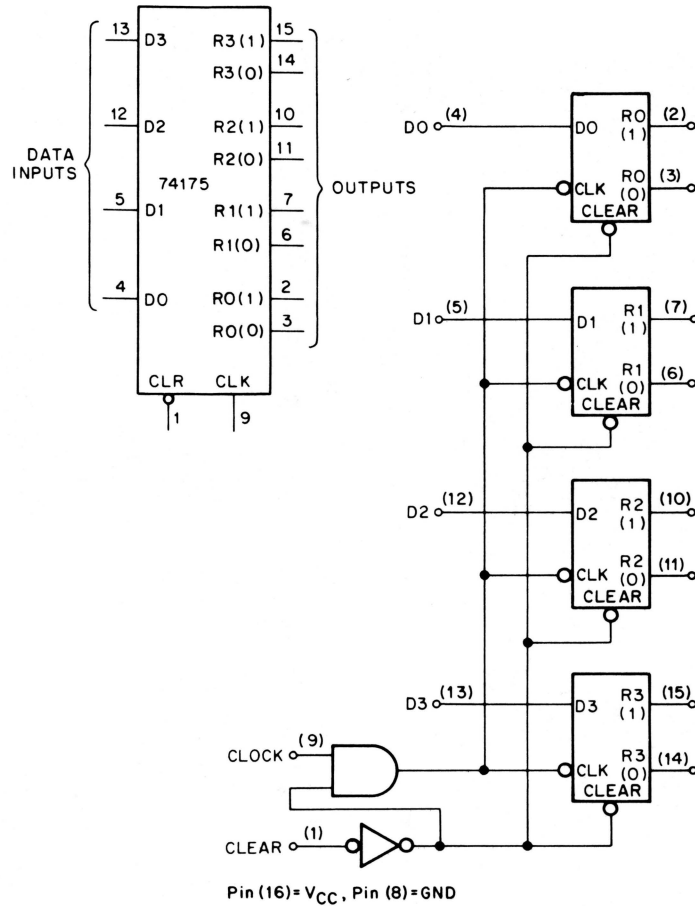 13
D3
R3(1)
15
R3(0)
14
12
D2
R2(1)
10
R2(0)
11
DATA
INPUTS
74175
OUTPUTS
5
D1
R1(1)
7
R1(0)
6
4
D0
R0(1)
2
R0(0)
3
CLR
CLK
1
9
D0
(4)
D0
R0
(1)
(2)
R0
(0)
(3)
CLK
CLEAR
D1
(5)
D1
R1
(1)
(7)
R1
(0)
(6)
CLK
CLEAR
D2
(12)
D2
R2
(1)
(10)
R2
(0)
(11)
CLK
CLEAR
D3
(13)
D3
R3
(1)
(15)
R3
(0)
(14)
CLK
CLEAR
CLOCK
(9)
CLEAR
(1)
Pin (16)=VCC, Pin (8)=GND